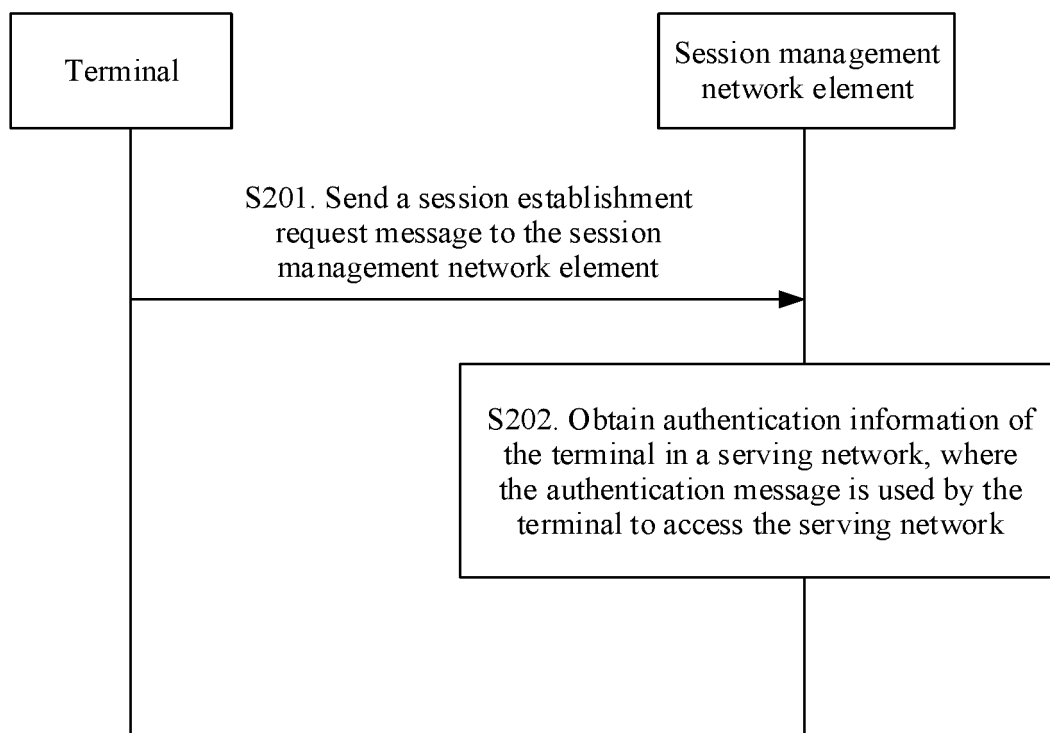 Terminal
Session management
network element
S201. Send a session establishment
request message to the session
management network element
S202. Obtain authentication information of
the terminal in a serving network, where
the authentication message is used by the
terminal to access the serving network